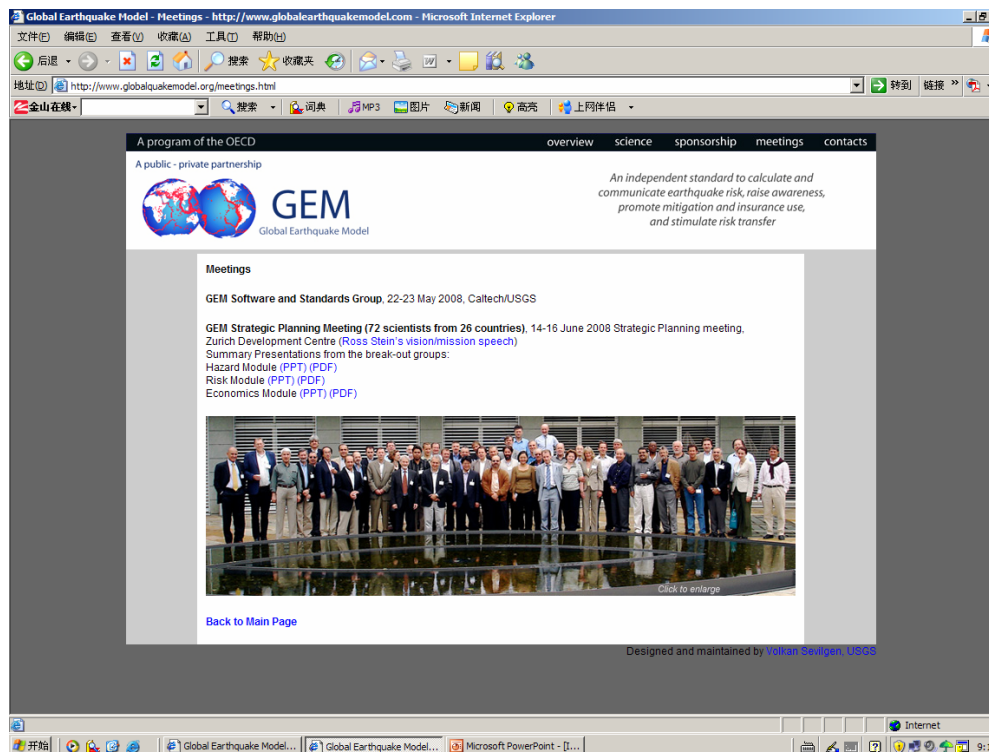 Global Earthquake Model - Meetings - http://www.globalearthquakemodel.com - Microsoft Internet Explorer
文件(F) 编辑(E) 查看(V) 收藏(A) 工具(T) 帮助(H)
后退 搜索 收藏夹
地址(D) http://www.globalquakemodel.org/meetings.html 转到 链接 »
金山在线 搜索 词典 MP3 图片 新闻 高亮 上网伴侣
A program of the OECD overview science sponsorship meetings contacts
A public - private partnership
GEM
Global Earthquake Model
An independent standard to calculate and
communicate earthquake risk, raise awareness,
promote mitigation and insurance use,
and stimulate risk transfer
Meetings
GEM Software and Standards Group, 22-23 May 2008, Caltech/USGS
GEM Strategic Planning Meeting (72 scientists from 26 countries), 14-16 June 2008 Strategic Planning meeting,
Zurich Development Centre (Ross Stein's vision/mission speech)
Summary Presentations from the break-out groups:
Hazard Module (PPT) (PDF)
Risk Module (PPT) (PDF)
Economics Module (PPT) (PDF)
Click to enlarge
Back to Main Page
Designed and maintained by Volkan Sevilgen, USGS
Internet
开始 Global Earthquake Model... Global Earthquake Model... Microsoft PowerPoint - [I...